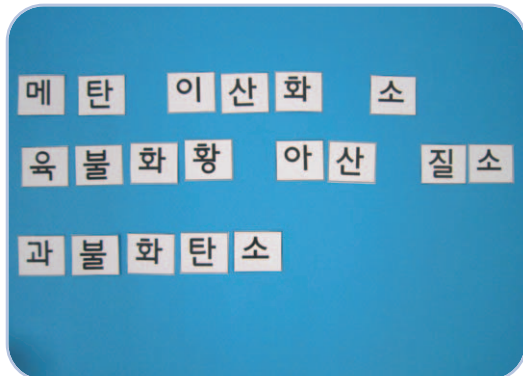 메 탄 이 산 화 소
육 불 화 황 아 산 질 소
과 불 화 탄 소